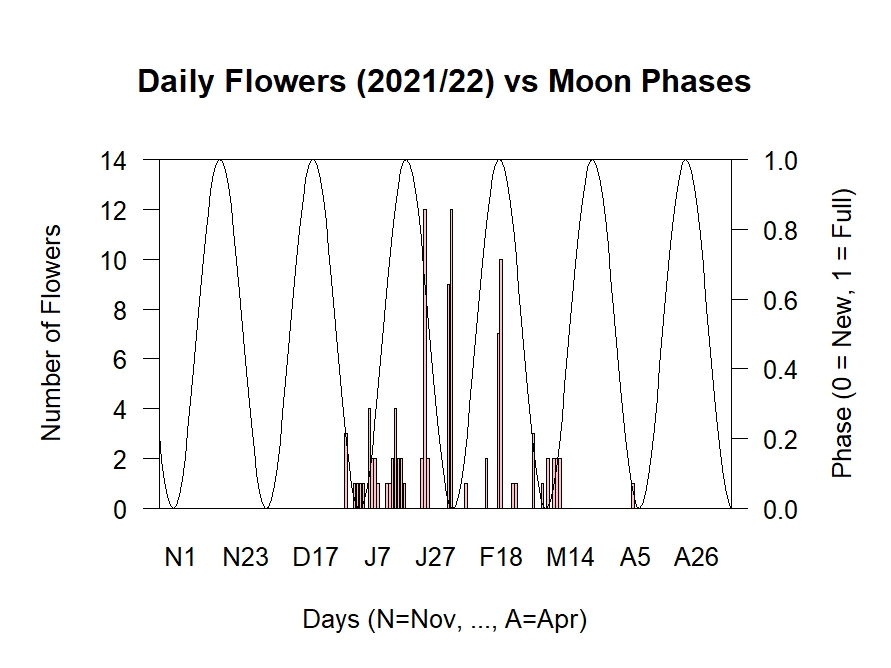 Daily Flowers (2021/22) vs Moon Phases
14
12
10
8
6
4
2
0
Number of Flowers
1.0
0.8
0.6
0.4
0.2
0.0
Phase (0 = New, 1 = Full)
N1 N23 D17 J7 J27 F18 M14 A5 A26
Days (N=Nov, ..., A=Apr)